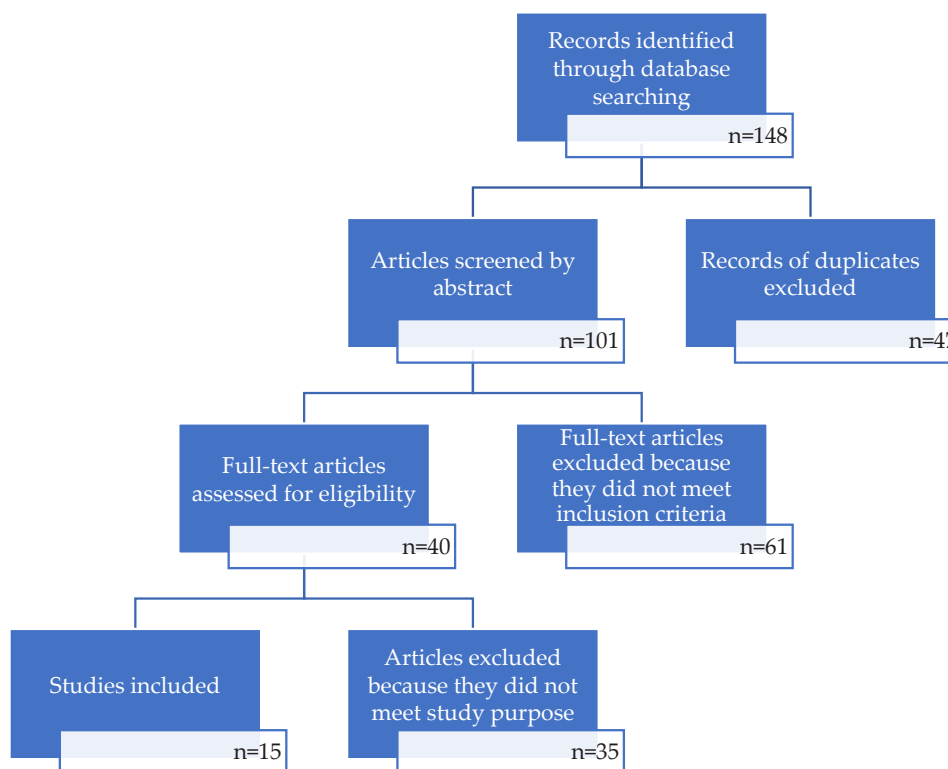 Records identified
through database
searching
n=148
Articles screened by
abstract
n=101
Records of duplicates
excluded
n=47
Full-text articles
assessed for eligibility
n=40
Full-text articles
excluded because
they did not meet
inclusion criteria
n=61
Studies included
n=15
Articles excluded
because they did not
meet study purpose
n=35